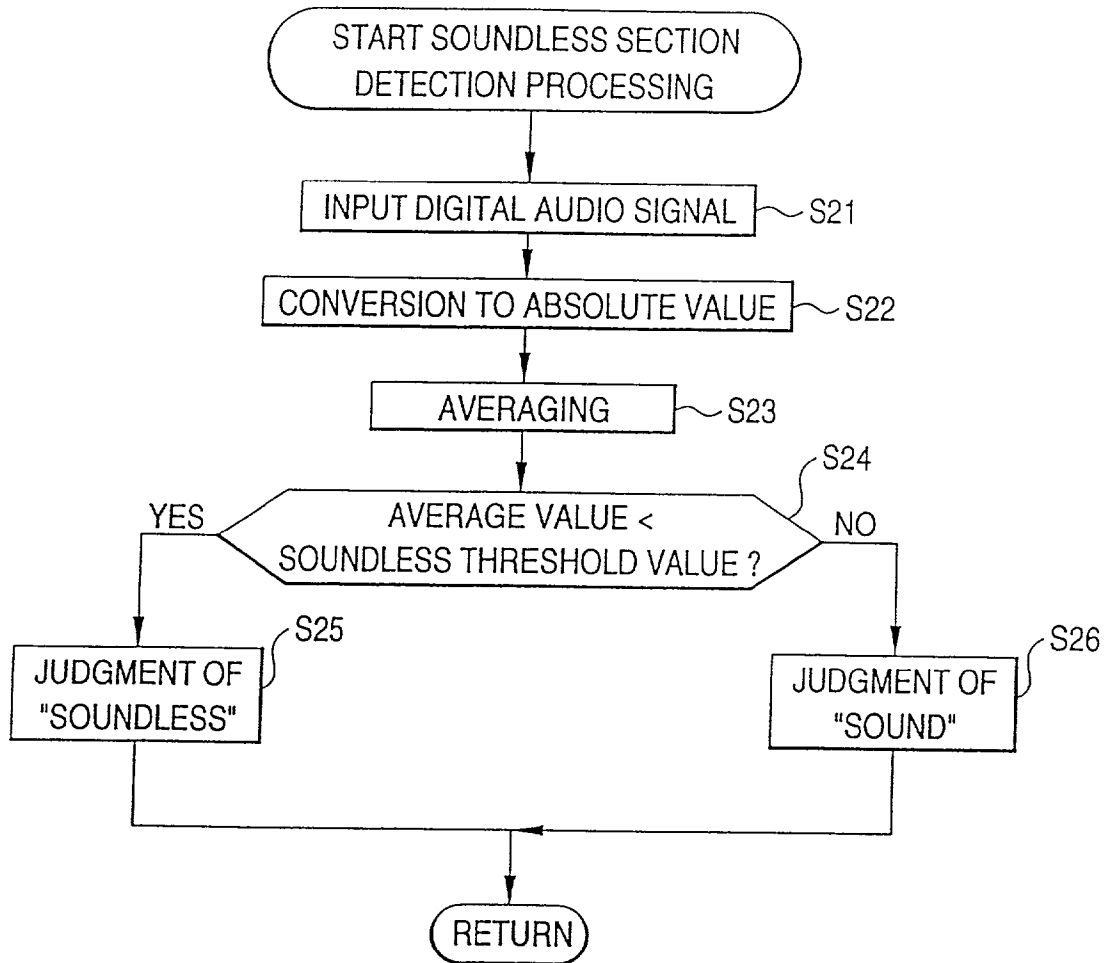 START SOUNDLESS SECTION
DETECTION PROCESSING
INPUT DIGITAL AUDIO SIGNAL
S21
CONVERSION TO ABSOLUTE VALUE
S22
AVERAGING
S23
S24
YES
AVERAGE VALUE <
SOUNDLESS THRESHOLD VALUE ?
NO
S25
JUDGMENT OF
"SOUNDLESS"
S26
JUDGMENT OF
"SOUND"
RETURN